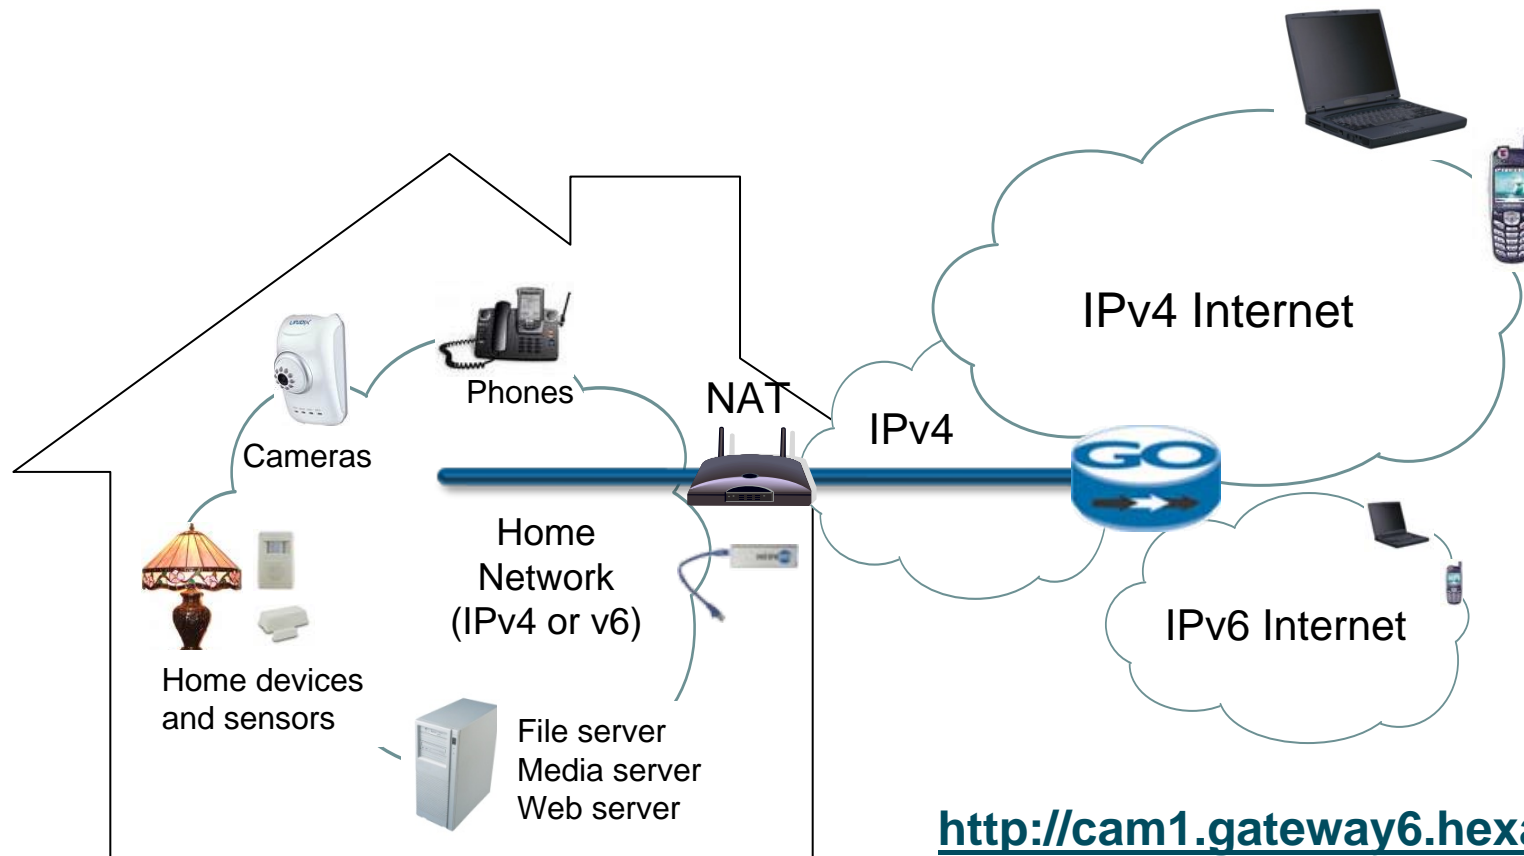 IPv4 Internet
Phones
NAT
IPv4
Cameras
GO
Home
Network
(IPv4 or v6)
IPv6 Internet
Home devices
and sensors
File server
Media server
Web server
http://cam1.gateway6.hexa